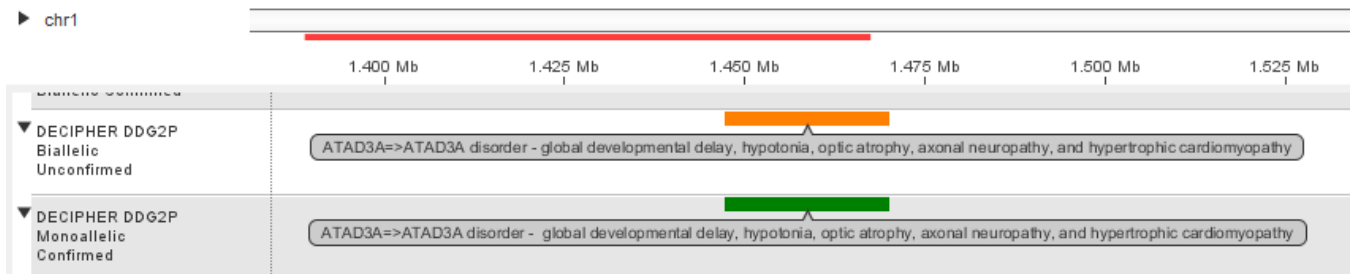 chr1
1.400 Mb 1.425 Mb 1.450 Mb 1.475 Mb 1.500 Mb 1.525 Mb
DECIPHER DDG2P
Biallelic
Unconfirmed
ATAD3A=>ATAD3A disorder - global developmental delay, hypotonia, optic atrophy, axonal neuropathy, and hypertrophic cardiomyopathy
DECIPHER DDG2P
Monoallelic
Confirmed
ATAD3A=>ATAD3A disorder -  global developmental delay, hypotonia, optic atrophy, axonal neuropathy, and hypertrophic cardiomyopathy